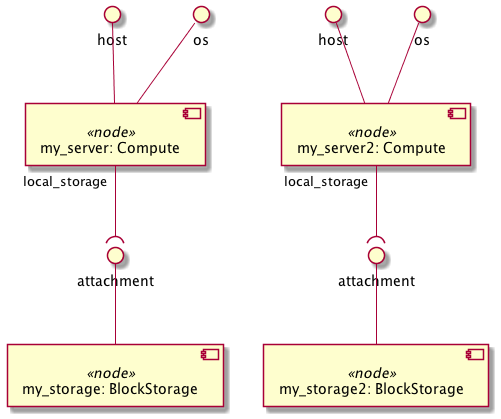 host os host os
«node» «node»
my_server: Compute my_server2: Compute
local_storage local_storage
attachment attachment
«node» «node»
my_storage: BlockStorage my_storage2: BlockStorage